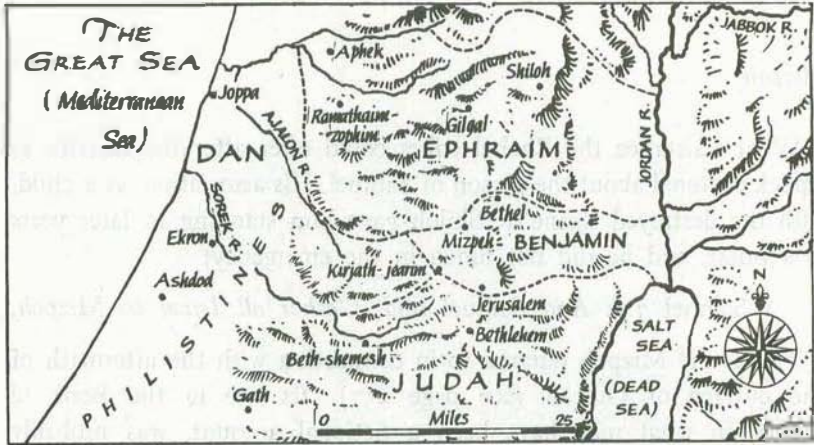 THE
GREAT SEA
(Mediterranean
Sea)
JABBOK R.
Aphek
Shiloh
Joppa
Ramathaim-
zophim
Gilgal
AJALON R.
JORDAN R.
DAN
EPHRAIM
Bethel
Mizpeh
BENJAMIN
SOREK R.
Ekron
Kirjath-jearim
Ashdod
Jerusalem
N
Bethlehem
SALT
SEA
(DEAD
SEA)
Beth-shemesh
JUDAH
PHILISTINES
Gath
0 Miles 25